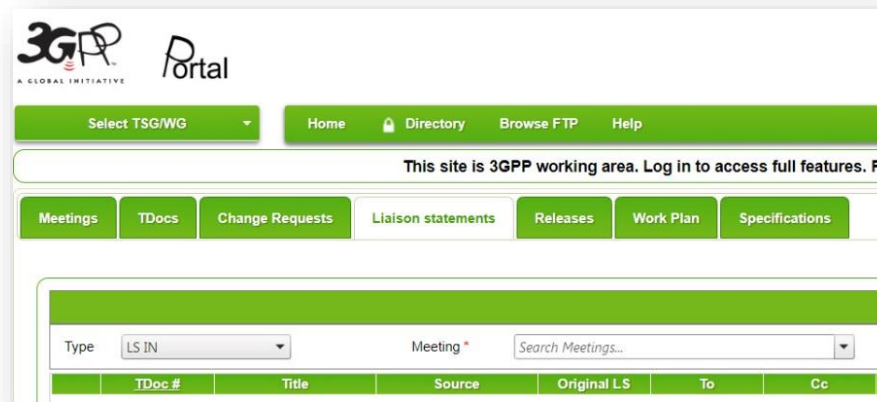 3GPP
A GLOBAL INITIATIVE
Portal
Select TSG/WG Home Directory Browse FTP Help
This site is 3GPP working area. Log in to access full features.
Meetings TDocs Change Requests Liaison statements Releases Work Plan Specifications
Type LS IN Meeting * Search Meetings...
TDoc # Title Source Original LS To Cc